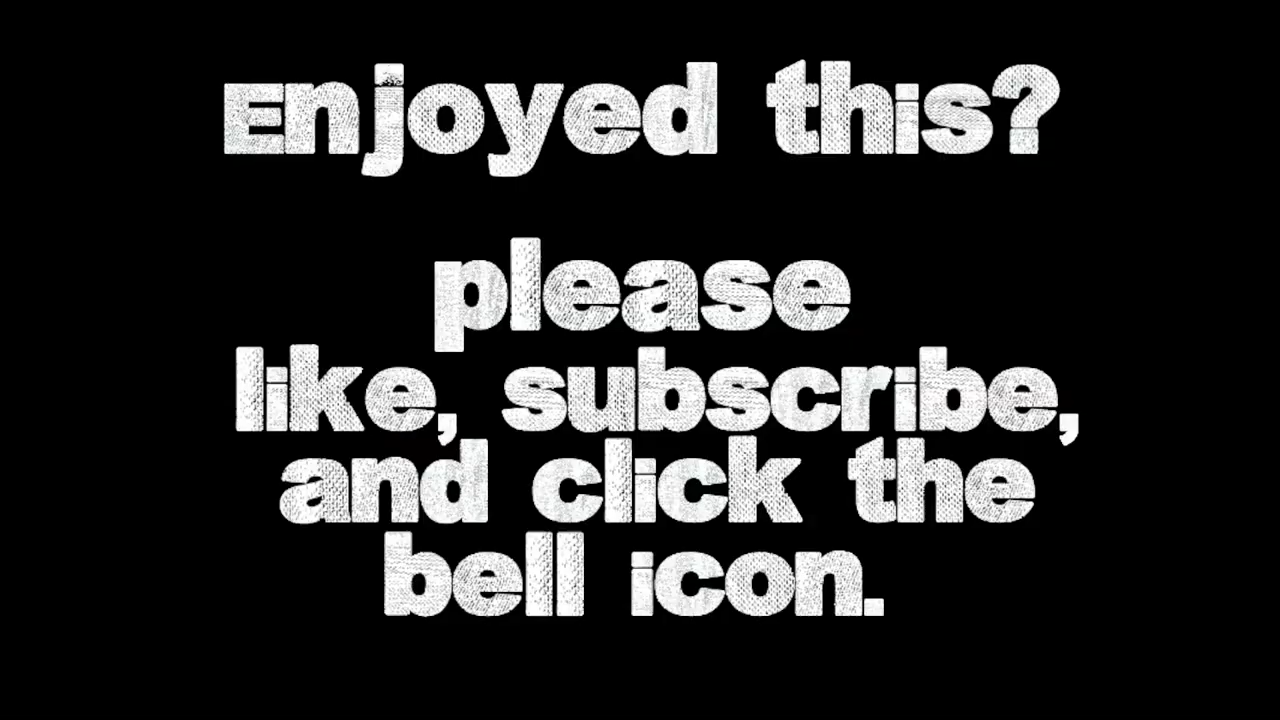 Enjoyed this?
please
like, subscribe,
and click the
bell icon.